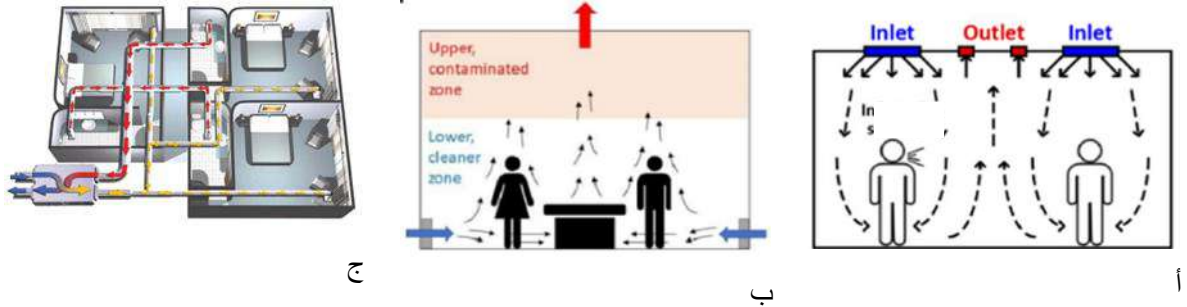 Upper,
contaminated
zone
Lower,
cleaner
zone
Inlet Outlet Inlet
ج
ب
أ